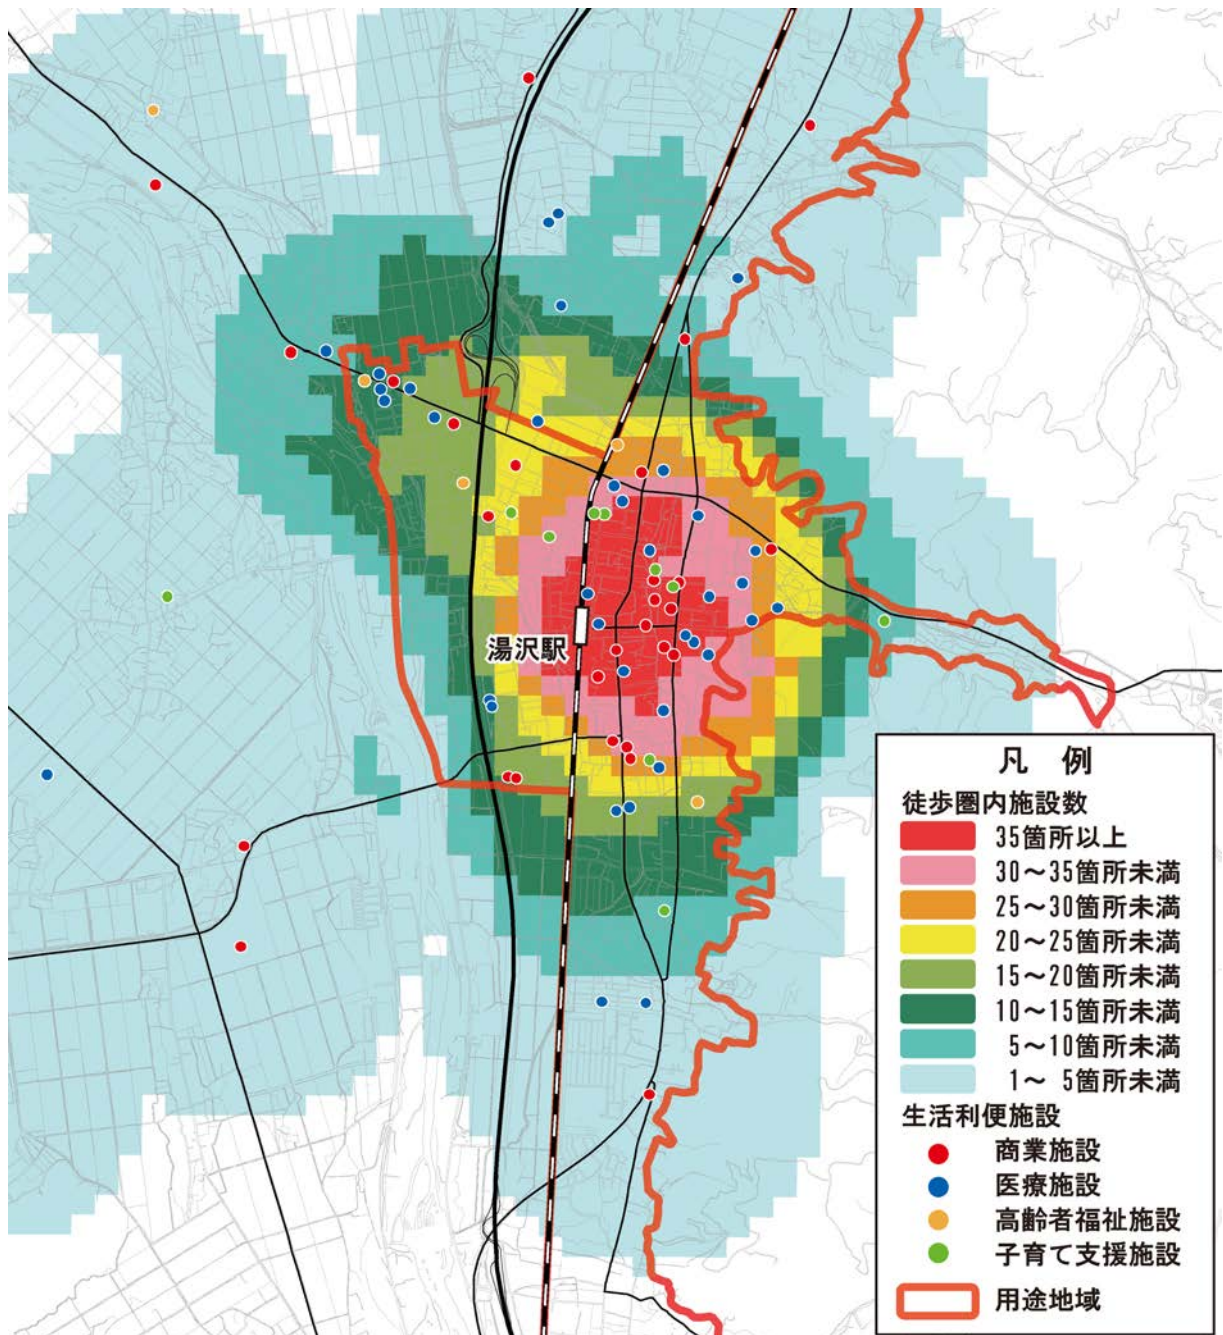 湯沢駅
凡 例
徒歩圏内施設数
35箇所以上
30～35箇所未満
25～30箇所未満
20～25箇所未満
15～20箇所未満
10～15箇所未満
5～10箇所未満
1～ 5箇所未満
生活利便施設
商業施設
医療施設
高齢者福祉施設
子育て支援施設
用途地域